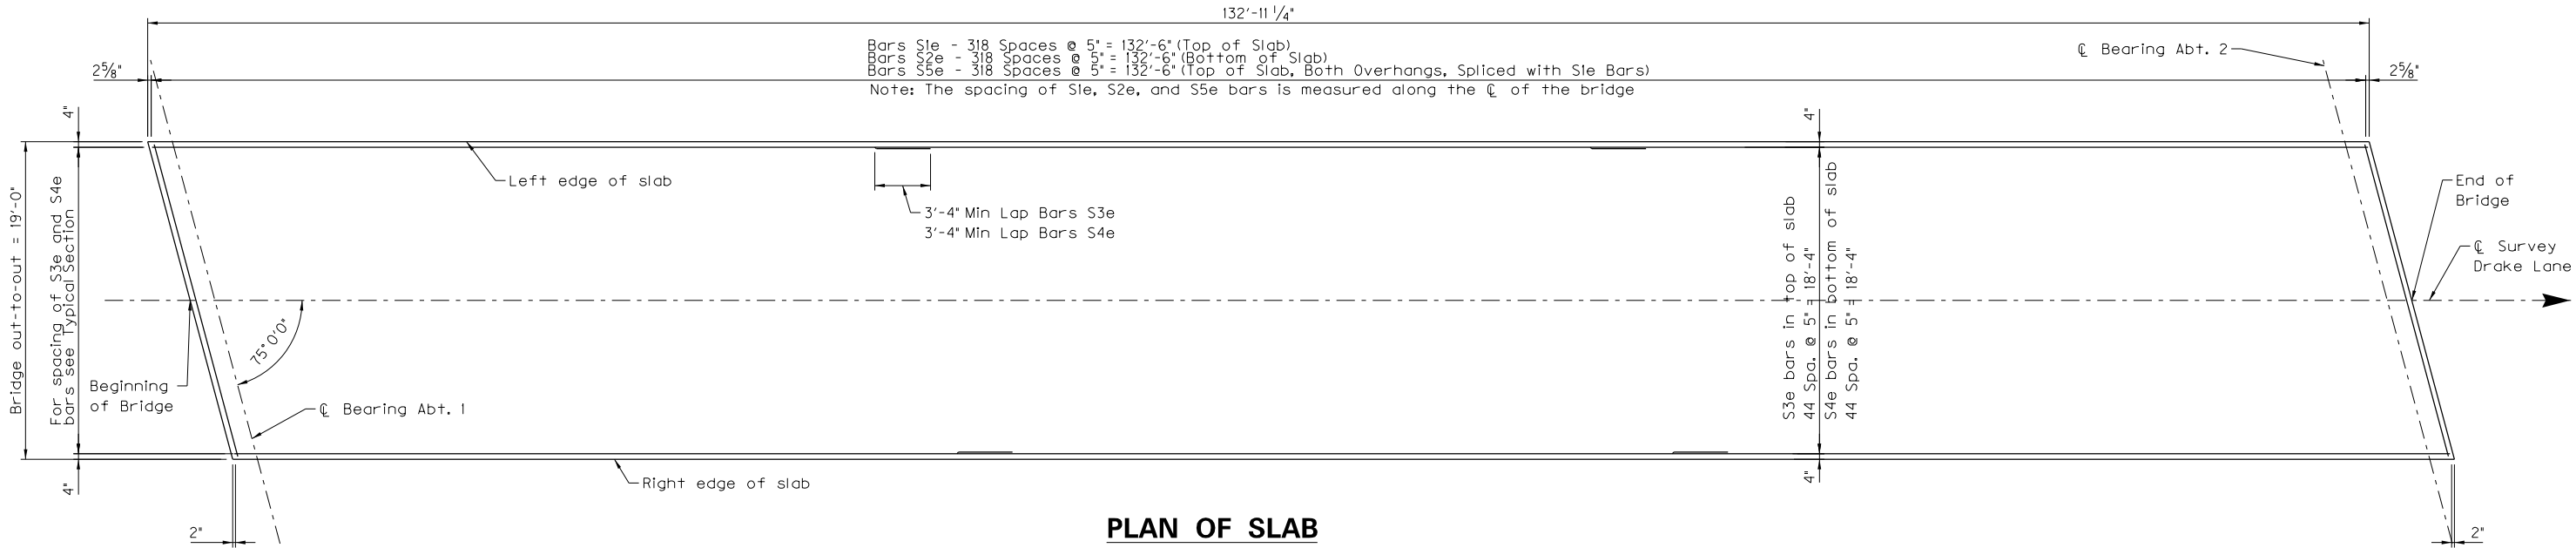 132'-11 1/4"
Bars S1e - 318 Spaces @ 5" = 132'-6" (Top of Slab)
Bars S2e - 318 Spaces @ 5" = 132'-6" (Bottom of Slab)
Bars S5e - 318 Spaces @ 5" = 132'-6" (Top of Slab, Both Overhangs, Spliced with S1e Bars)
Note: The spacing of S1e, S2e, and S5e bars is measured along the ℄ of the bridge
℄ Bearing Abt. 2
2⅝"
2⅝"
4"
4"
Bridge out-to-out = 19'-0"
For spacing of S3e and S4e
bars see Typical Section
Left edge of slab
3'-4" Min Lap Bars S3e
3'-4" Min Lap Bars S4e
S3e bars in top of slab
44 Spa. @ 5" = 18'-4"
S4e bars in bottom of slab
44 Spa. @ 5" = 18'-4"
End of
Bridge
℄ Survey
Drake Lane
75°0'0"
Beginning
of Bridge
℄ Bearing Abt. 1
Right edge of slab
4"
4"
2"
2"
PLAN OF SLAB